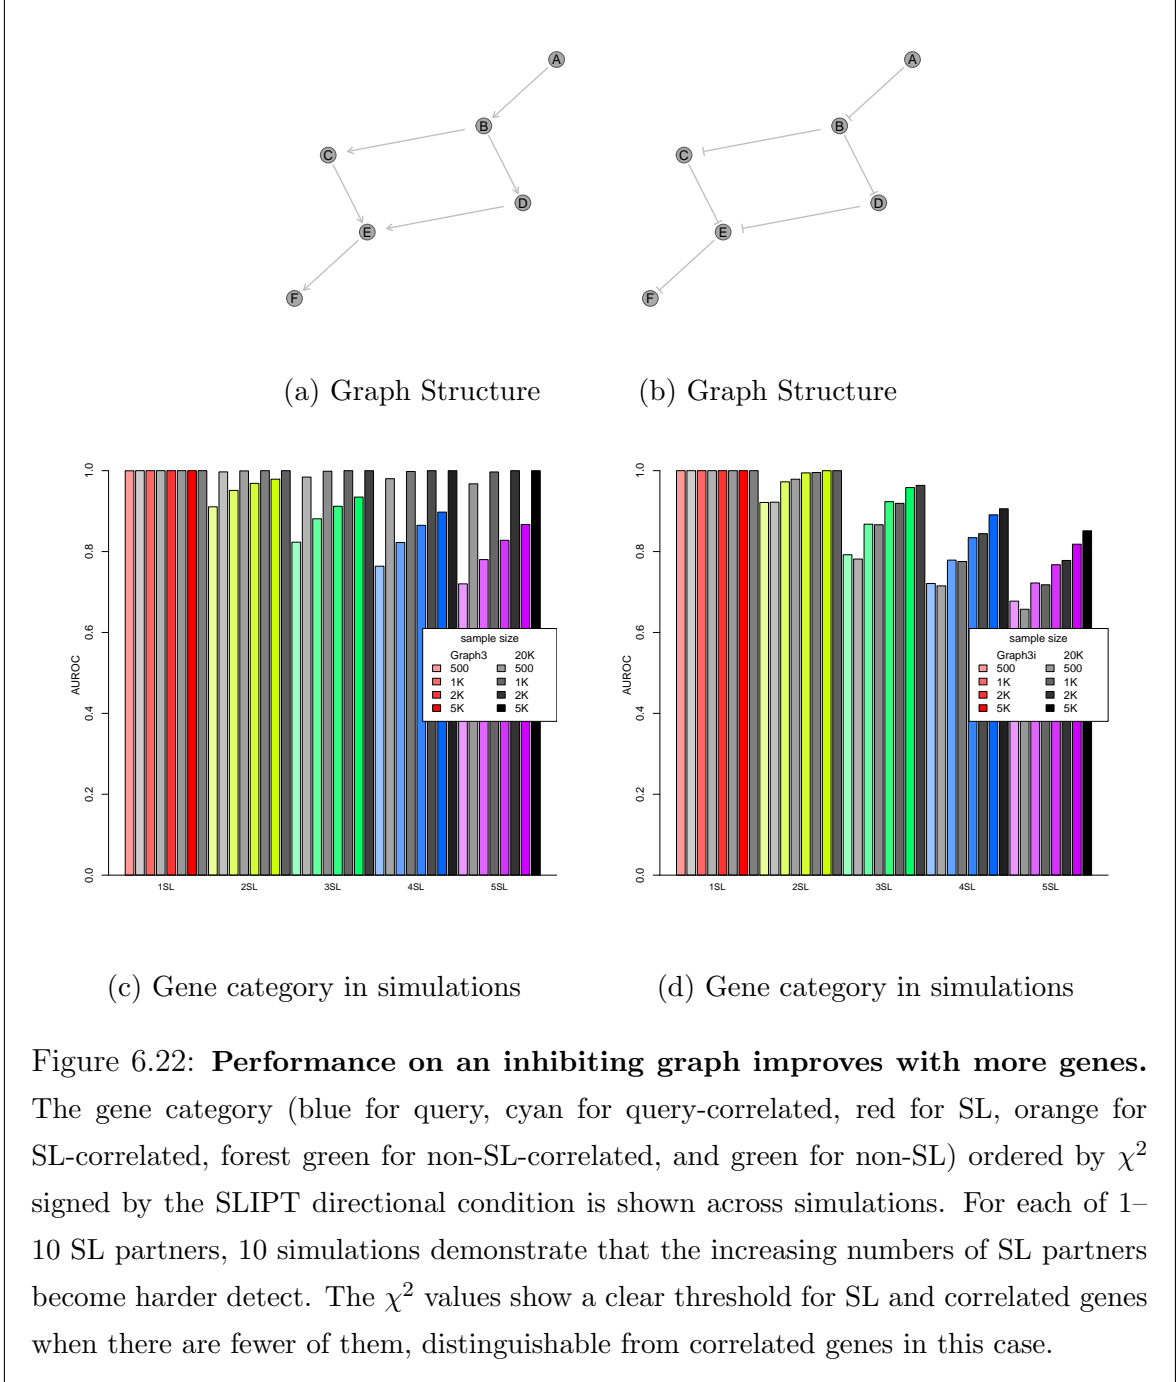 A
B
C
D
E
F
A
B
C
D
E
F
(a) Graph Structure
(b) Graph Structure
AUROC
0.0
0.2
0.4
0.6
0.8
1.0
1SL
2SL
3SL
4SL
5SL
sample size
Graph3 20K
500 500
1K 1K
2K 2K
5K 5K
AUROC
0.0
0.2
0.4
0.6
0.8
1.0
1SL
2SL
3SL
4SL
5SL
sample size
Graph3i 20K
500 500
1K 1K
2K 2K
5K 5K
(c) Gene category in simulations
(d) Gene category in simulations
Figure 6.22: Performance on an inhibiting graph improves with more genes.
The gene category (blue for query, cyan for query-correlated, red for SL, orange for
SL-correlated, forest green for non-SL-correlated, and green for non-SL) ordered by χ²
signed by the SLIPT directional condition is shown across simulations. For each of 1–
10 SL partners, 10 simulations demonstrate that the increasing numbers of SL partners
become harder detect. The χ² values show a clear threshold for SL and correlated genes
when there are fewer of them, distinguishable from correlated genes in this case.